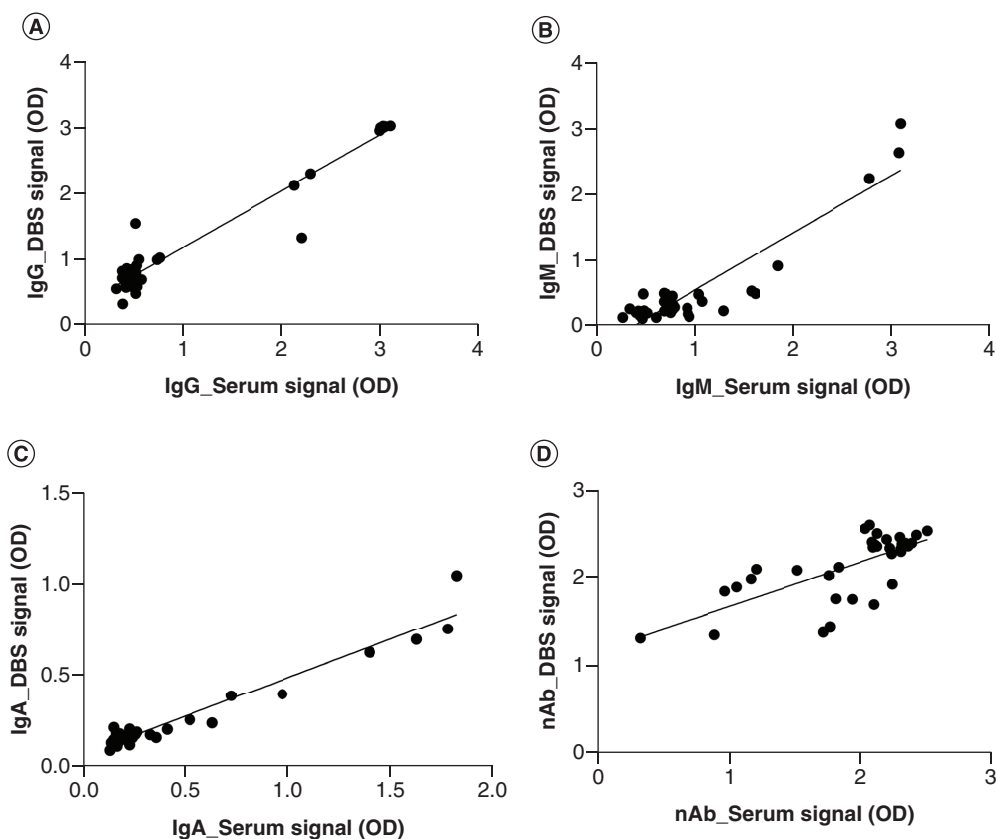 A
4
3
2
1
0
IgG_DBS signal (OD)
0 1 2 3 4
IgG_Serum signal (OD)
B
4
3
2
1
0
IgM_DBS signal (OD)
0 1 2 3 4
IgM_Serum signal (OD)
C
1.5
1.0
0.5
0.0
IgA_DBS signal (OD)
0.0 0.5 1.0 1.5 2.0
IgA_Serum signal (OD)
D
3
2
1
0
nAb_DBS signal (OD)
0 1 2 3
nAb_Serum signal (OD)